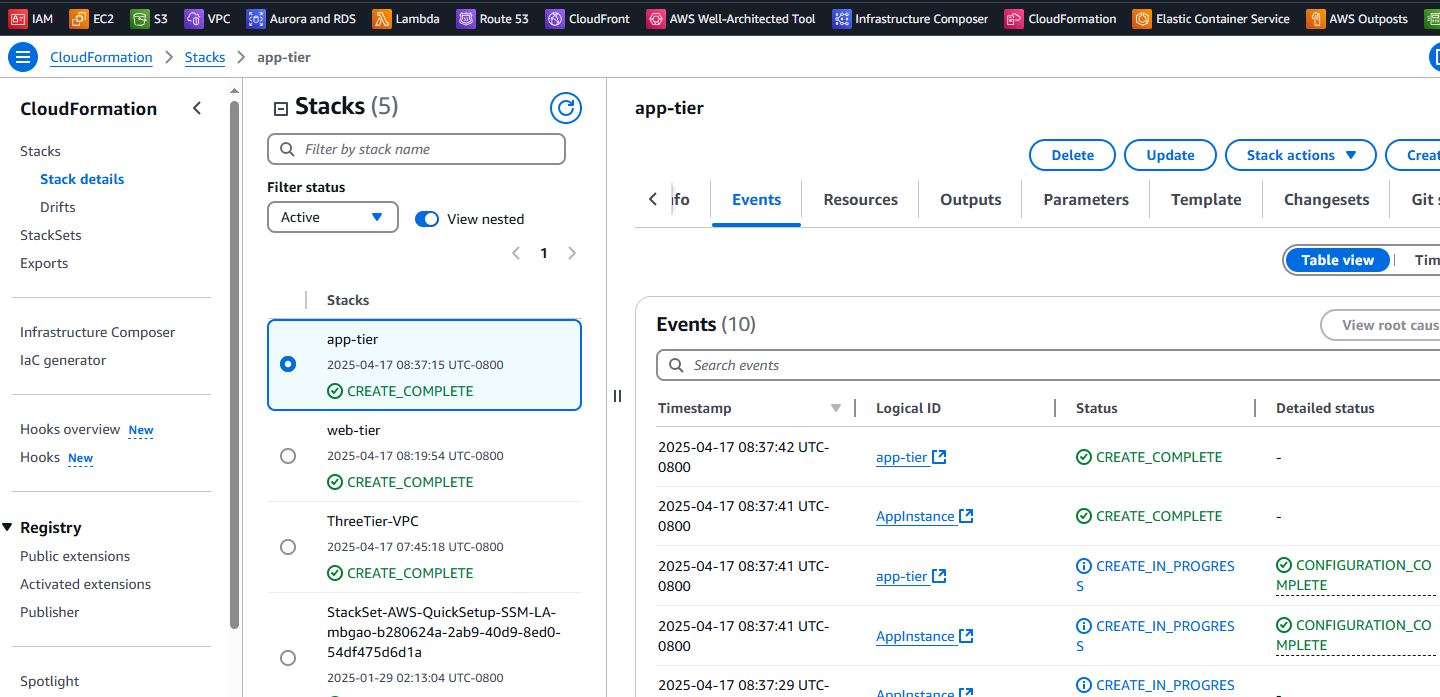 IAM EC2 S3 VPC Aurora and RDS Lambda Route 53 CloudFront AWS Well-Architected Tool Infrastructure Composer CloudFormation Elastic Container Service AWS Outposts
CloudFormation Stacks app-tier
CloudFormation
Stacks
Stack details
Drifts
StackSets
Exports
Infrastructure Composer
IaC generator
Hooks overview New
Hooks New
Registry
Public extensions
Activated extensions
Publisher
Spotlight
Stacks (5)
Filter by stack name
Filter status
Active View nested
1
Stacks
app-tier
2025-04-17 08:37:15 UTC-0800
CREATE_COMPLETE
web-tier
2025-04-17 08:19:54 UTC-0800
CREATE_COMPLETE
ThreeTier-VPC
2025-04-17 07:45:18 UTC-0800
CREATE_COMPLETE
StackSet-AWS-QuickSetup-SSM-LA-
mbgao-b280624a-2ab9-40d9-8ed0-
54df475d6d1a
2025-01-29 02:13:04 UTC-0800
app-tier
Delete Update Stack actions Creat
fo Events Resources Outputs Parameters Template Changesets Git s
Table view Tim
Events (10)
View root caus
Search events
Timestamp Logical ID Status Detailed status
2025-04-17 08:37:42 UTC-
0800
app-tier
CREATE_COMPLETE
-
2025-04-17 08:37:41 UTC-
0800
AppInstance
CREATE_COMPLETE
-
2025-04-17 08:37:41 UTC-
0800
app-tier
CREATE_IN_PROGRES
S
CONFIGURATION_CO
MPLETE
2025-04-17 08:37:41 UTC-
0800
AppInstance
CREATE_IN_PROGRES
S
CONFIGURATION_CO
MPLETE
2025-04-17 08:37:29 UTC-
AppInstance
CREATE_IN_PROGRES